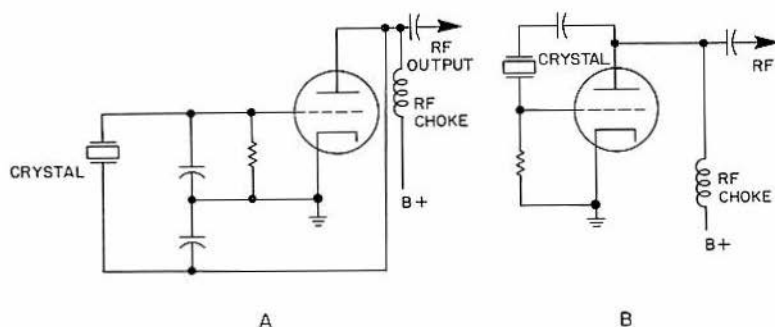 RF
OUTPUT
RF
CHOKE
CRYSTAL
B+
A
CRYSTAL
RF
RF
CHOKE
B+
B